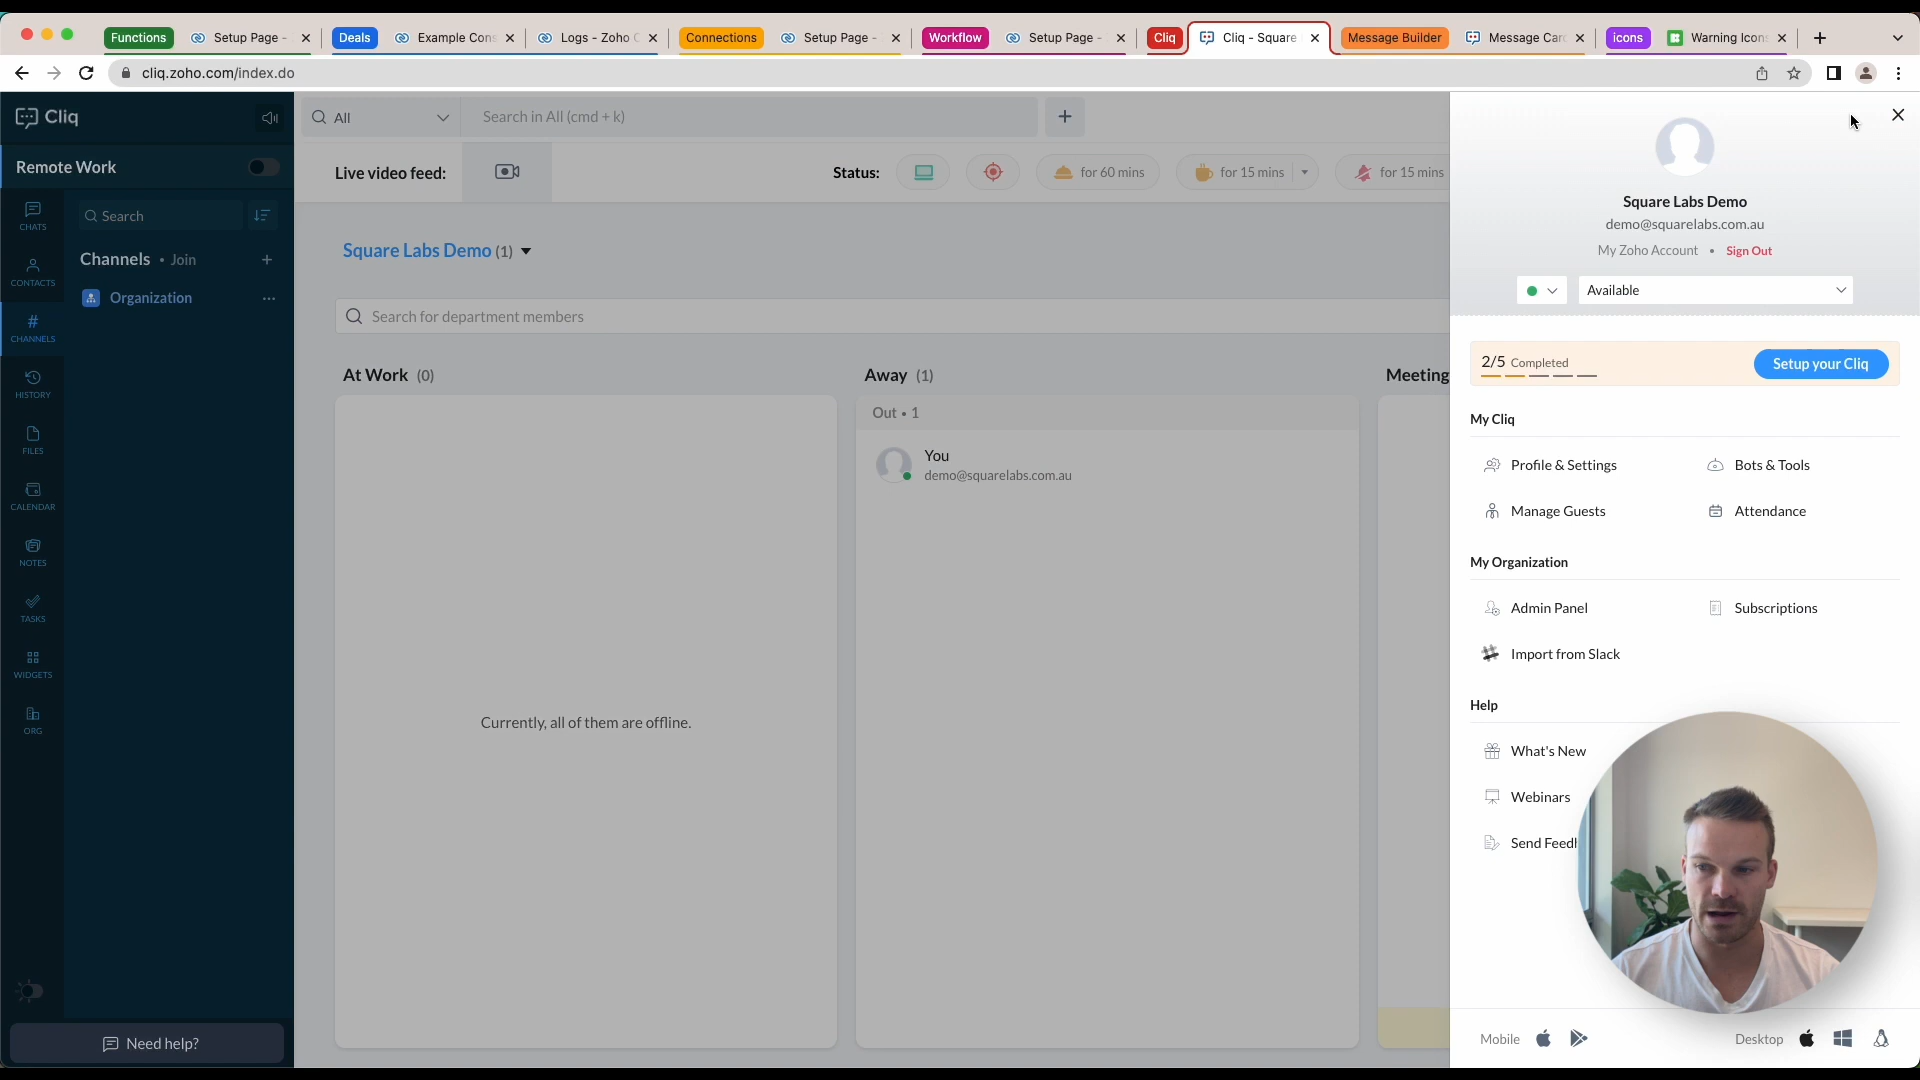 Functions
Setup Page -
Deals
Example Con
Logs - Zoho C
Connections
Setup Page -
Workflow
Setup Page -
Cliq
Cliq - Square
Message Builder
Message Car
icons
Warning Icon
cliq.zoho.com/index.do
Cliq
All
Search in All (cmd + k)
Remote Work
Live video feed:
Status:
for 60 mins
for 15 mins
for 15 mins
Square Labs Demo
demo@squarelabs.com.au
My Zoho Account • Sign Out
Available
CHATS
CONTACTS
CHANNELS
HISTORY
FILES
CALENDAR
NOTES
TASKS
WIDGETS
ORG
Search
Channels • Join
Organization
Need help?
Square Labs Demo (1)
Search for department members
At Work (0)
Currently, all of them are offline.
Away (1)
Out • 1
You
demo@squarelabs.com.au
Meeting
2/5 Completed
Setup your Cliq
My Cliq
Profile & Settings
Bots & Tools
Manage Guests
Attendance
My Organization
Admin Panel
Subscriptions
Import from Slack
Help
What's New
Webinars
Send Feed
Mobile
Desktop